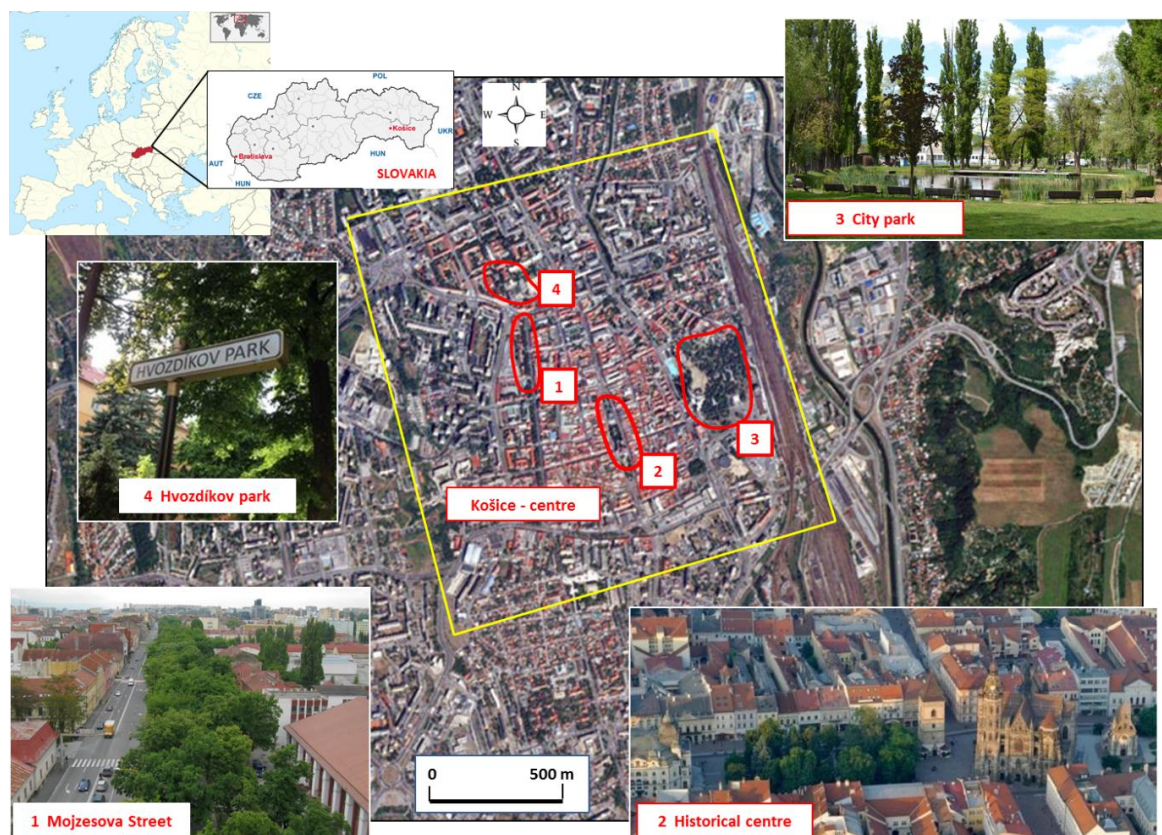 POL
CZE
Košice
UKR
Bratislava
AUT
HUN
HUN
SLOVAKIA
N
W E
S
3 City park
HVOZDÍKOV PARK
4 Hvozdíkov park
4
1
2
3
Košice - centre
0 500 m
1 Mojzesova Street
2 Historical centre